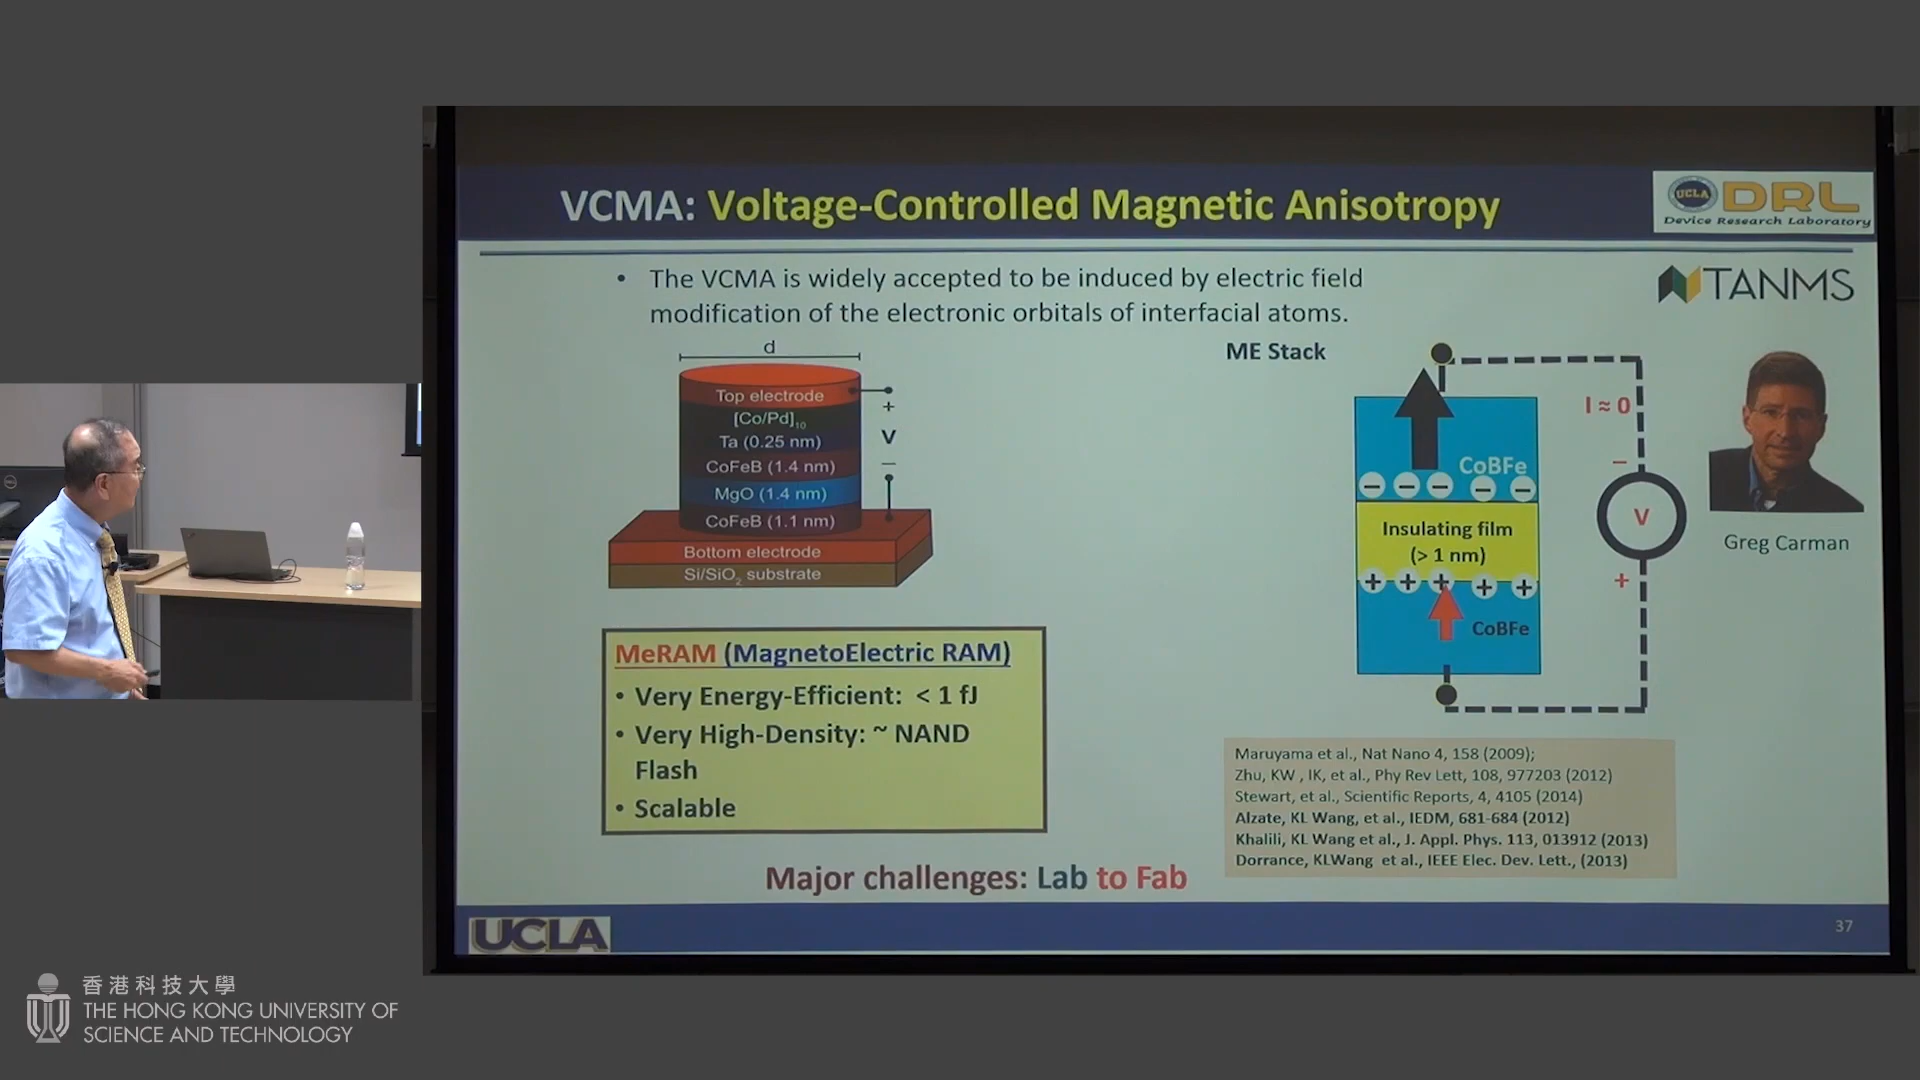 VCMA: Voltage-Controlled Magnetic Anisotropy
UCLA DRL
Device Research Laboratory
• The VCMA is widely accepted to be induced by electric field
modification of the electronic orbitals of interfacial atoms.
TANMS
d
Top electrode
[Co/Pd]10
Ta (0.25 nm)
CoFeB (1.4 nm)
MgO (1.4 nm)
CoFeB (1.1 nm)
Bottom electrode
Si/SiO2 substrate
+
V
–
ME Stack
I ≈ 0
CoBFe
– – – – –
Insulating film
(> 1 nm)
+ + + + +
CoBFe
–
V
+
Greg Carman
MeRAM (MagnetoElectric RAM)
• Very Energy-Efficient: < 1 fJ
• Very High-Density: ~ NAND
Flash
• Scalable
Maruyama et al., Nat Nano 4, 158 (2009);
Zhu, KW , IK, et al., Phy Rev Lett, 108, 977203 (2012)
Stewart, et al., Scientific Reports, 4, 4105 (2014)
Alzate, KL Wang, et al., IEDM, 681-684 (2012)
Khalili, KL Wang et al., J. Appl. Phys. 113, 013912 (2013)
Dorrance, KLWang et al., IEEE Elec. Dev. Lett., (2013)
Major challenges: Lab to Fab
UCLA
37
DELL
香港科技大學
THE HONG KONG UNIVERSITY OF
SCIENCE AND TECHNOLOGY